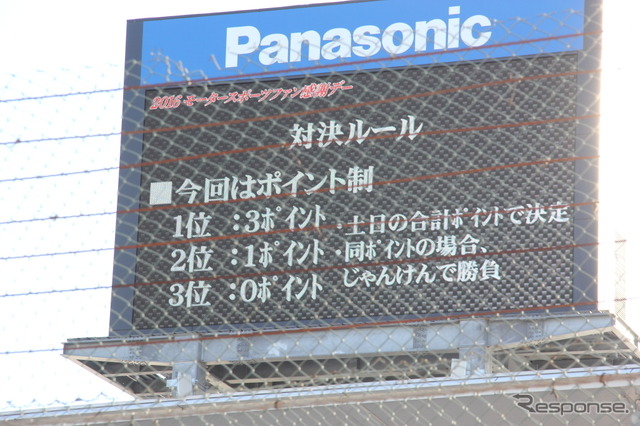 Panasonic
2016 モータースポーツファン感謝デー
対決ルール
■今回はポイント制
1位 :3ポイント ・土日の合計ポイントで決定
2位 :1ポイント ・同ポイントの場合、
3位 :0ポイント じゃんけんで勝負
Response.